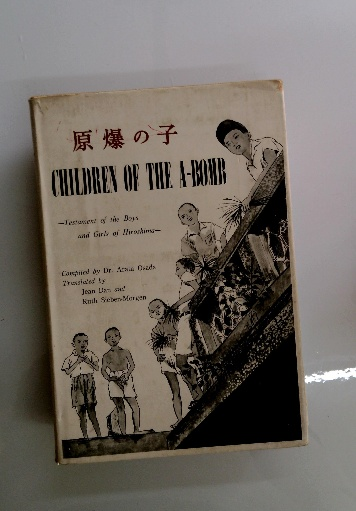 原爆の子
CHILDREN OF THE A-BOMB
—Testament of the Boys
and Girls of Hiroshima—
Compiled by Dr. Arata Osada
Translated by
Jean Dan and
Ruth Sieben-Morgen